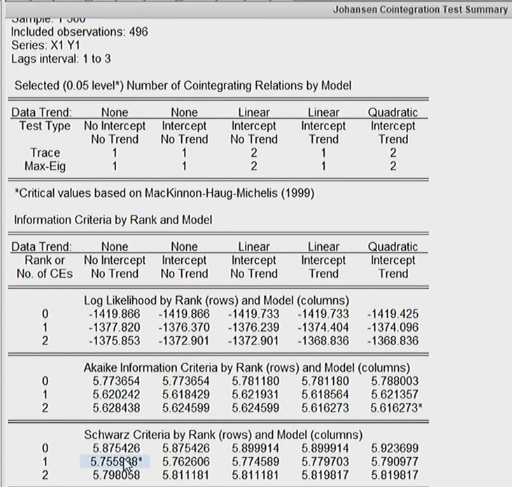 Johansen Cointegration Test Summary
Sample: 1 500
Included observations: 496
Series: X1 Y1
Lags interval: 1 to 3
Selected (0.05 level*) Number of Cointegrating Relations by Model
Data Trend: None None Linear Linear Quadratic
Test Type No Intercept Intercept Intercept Intercept Intercept
No Trend No Trend No Trend Trend Trend
Trace 1 1 2 1 2
Max-Eig 1 1 2 1 2
*Critical values based on MacKinnon-Haug-Michelis (1999)
Information Criteria by Rank and Model
Data Trend: None None Linear Linear Quadratic
Rank or No Intercept Intercept Intercept Intercept Intercept
No. of CEs No Trend No Trend No Trend Trend Trend
Log Likelihood by Rank (rows) and Model (columns)
0 -1419.866 -1419.866 -1419.733 -1419.733 -1419.425
1 -1377.820 -1376.370 -1376.239 -1374.404 -1374.096
2 -1375.853 -1372.901 -1372.901 -1368.836 -1368.836
Akaike Information Criteria by Rank (rows) and Model (columns)
0 5.773654 5.773654 5.781180 5.781180 5.788003
1 5.620242 5.618429 5.621931 5.618564 5.621357
2 5.628438 5.624599 5.624599 5.616273 5.616273*
Schwarz Criteria by Rank (rows) and Model (columns)
0 5.875426 5.875426 5.899914 5.899914 5.923699
1 5.755938* 5.762606 5.774589 5.779703 5.790977
2 5.798058 5.811181 5.811181 5.819817 5.819817